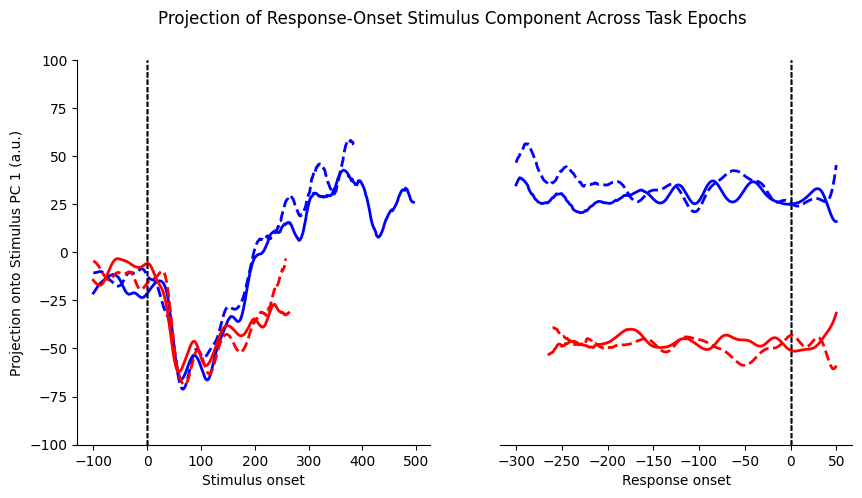 Projection of Response-Onset Stimulus Component Across Task Epochs
Projection onto Stimulus PC 1 (a.u.)
100
75
50
25
0
−25
−50
−75
−100
−100 0 100 200 300 400 500
Stimulus onset
−300 −250 −200 −150 −100 −50 0 50
Response onset